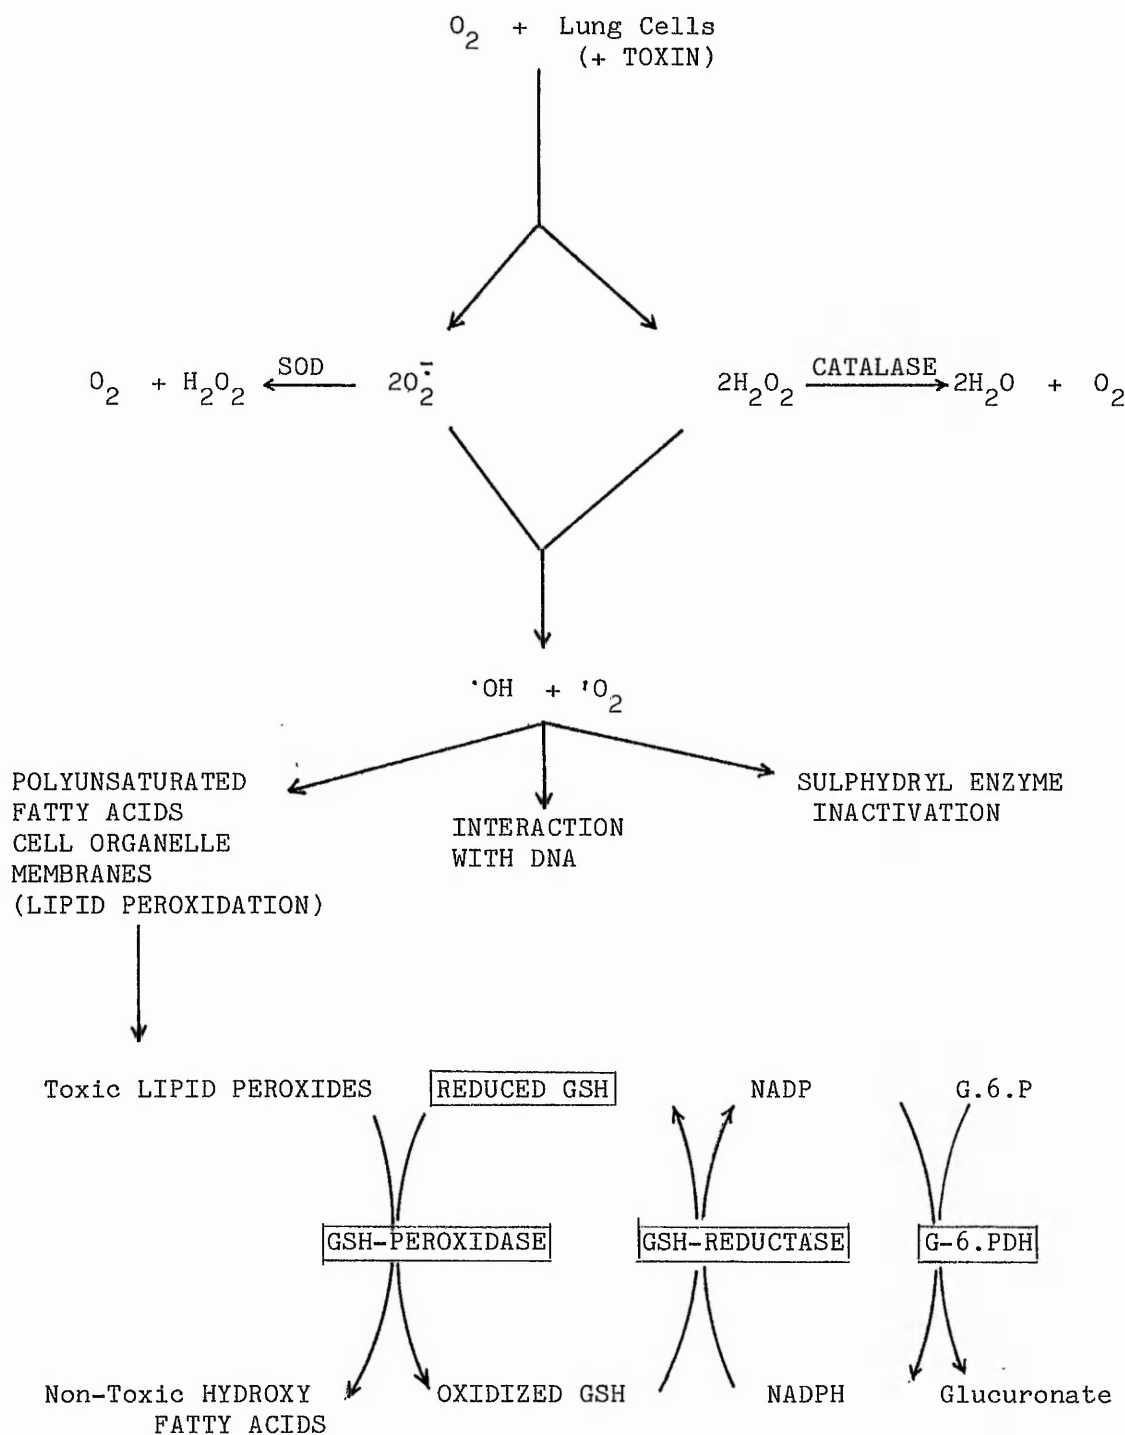 O₂ + Lung Cells
(+ TOXIN)
O₂ + H₂O₂ SOD 2O₂⁻̇ 2H₂O₂ CATALASE 2H₂O + O₂
·OH + ¹O₂
POLYUNSATURATED
FATTY ACIDS
CELL ORGANELLE
MEMBRANES
(LIPID PEROXIDATION)
INTERACTION
WITH DNA
SULPHYDRYL ENZYME
INACTIVATION
Toxic LIPID PEROXIDES REDUCED GSH NADP G.6.P
GSH-PEROXIDASE GSH-REDUCTASE G-6.PDH
Non-Toxic HYDROXY
FATTY ACIDS
OXIDIZED GSH NADPH Glucuronate